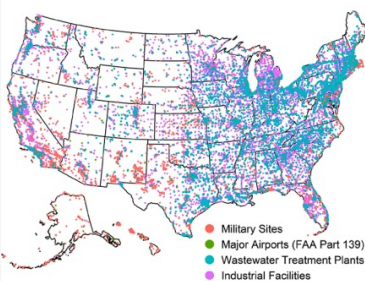 Military Sites
Major Airports (FAA Part 139)
Wastewater Treatment Plants
Industrial Facilities